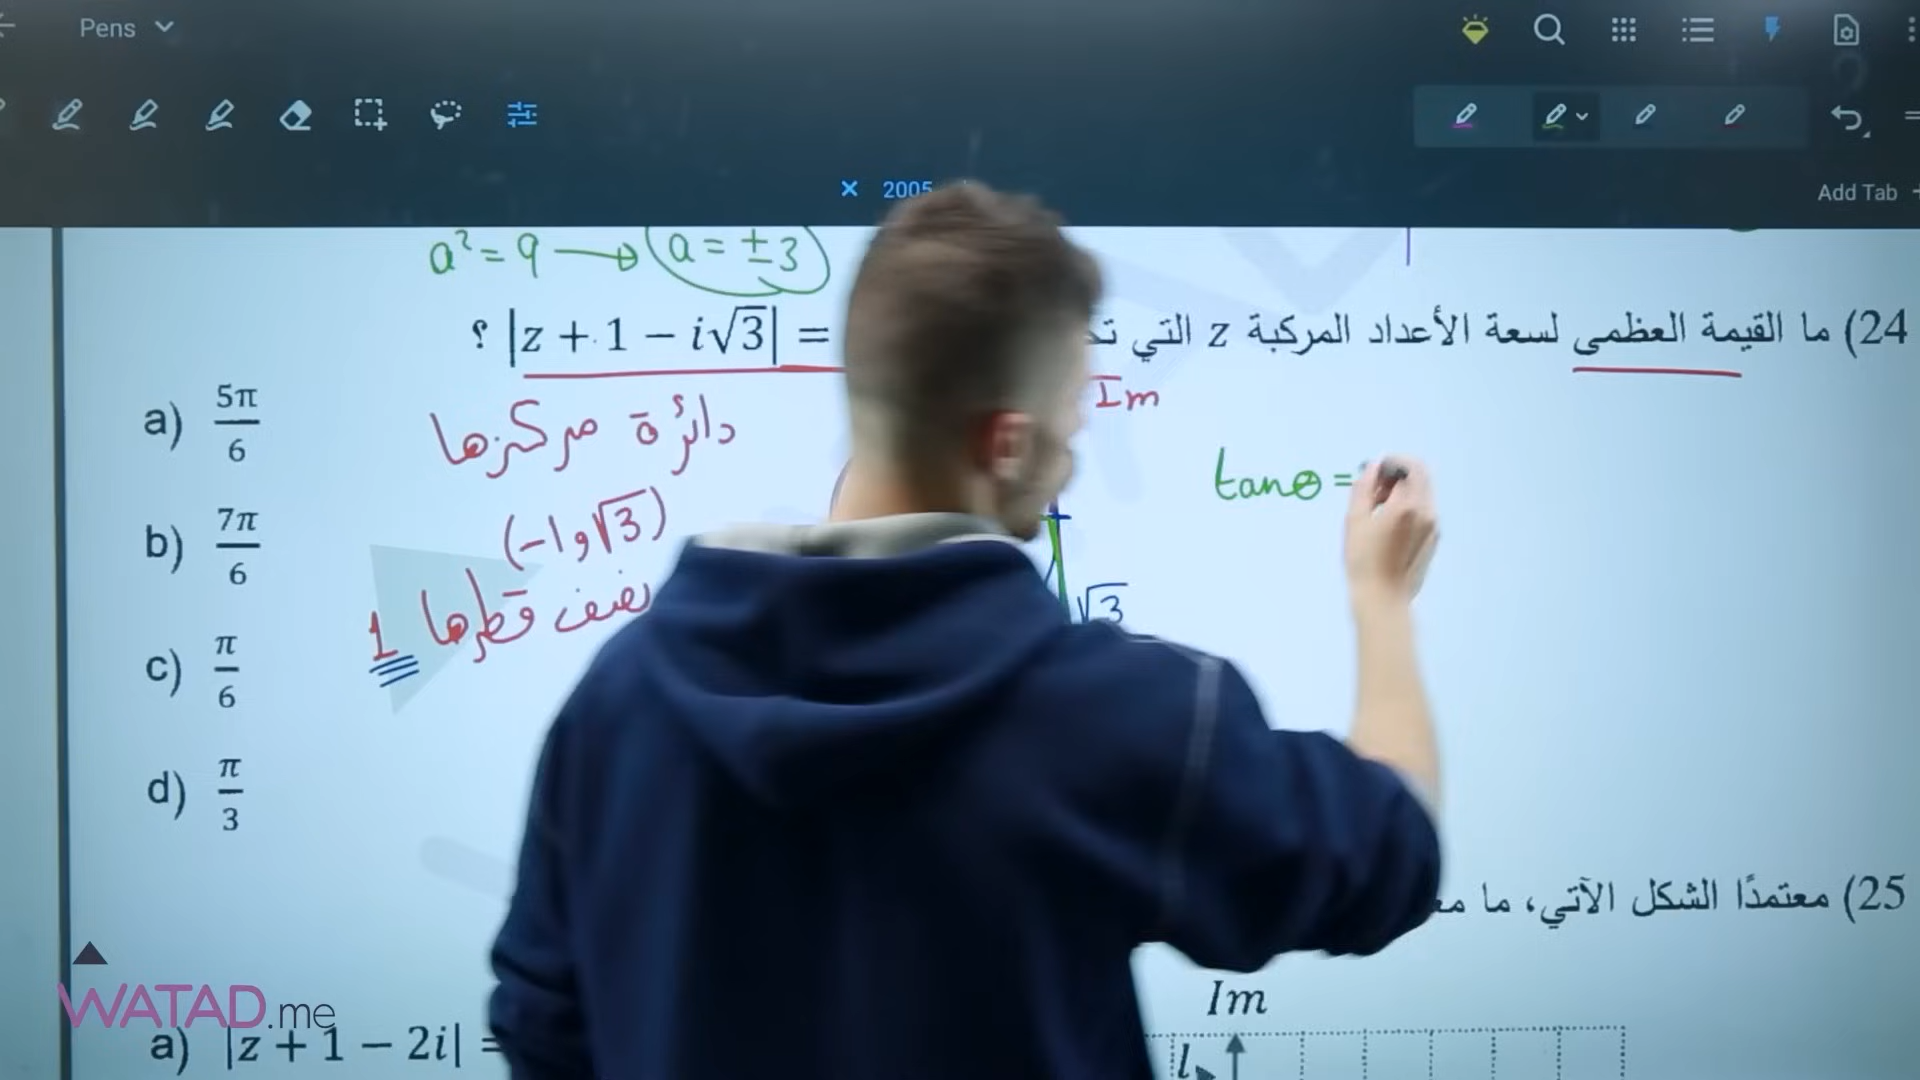 Pens
2005
Add Tab
a² = 9 → a = ±3
24) ما القيمة العظمى لسعة الأعداد المركبة z التي |z + 1 − i√3| = ؟
a) 5π/6
b) 7π/6
c) π/6
d) π/3
دائرة مركزها
(−1 و √3)
نصف قطرها 1
Im
tanθ =
√3
25) معتمدًا الشكل الآتي، ما
WATAD.me
a) |z + 1 − 2i| =
Im